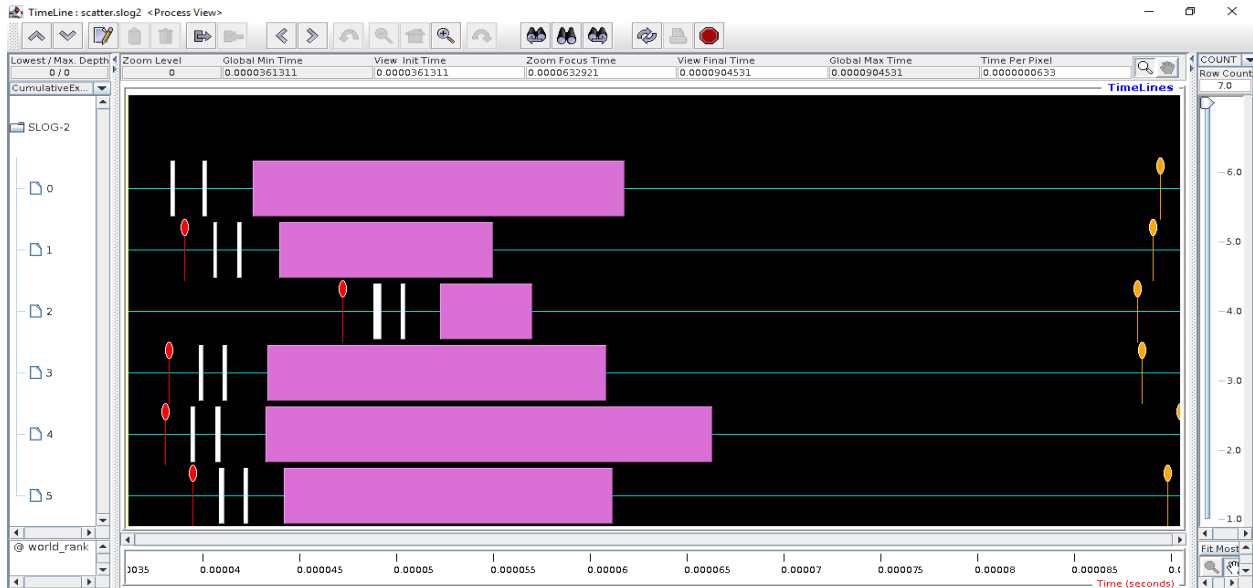 TimeLine : scatter.slog2 <Process View>
Lowest / Max. Depth
0 / 0
Zoom Level
0
Global Min Time
0.0000361311
View Init Time
0.0000361311
Zoom Focus Time
0.0000632921
View Final Time
0.0000904531
Global Max Time
0.0000904531
Time Per Pixel
0.0000000633
COUNT
Row Count
7.0
CumulativeEx...
TimeLines
SLOG-2
0
1
2
3
4
5
6.0
5.0
4.0
3.0
2.0
1.0
@ world_rank
Fit Most
0035
0.00004
0.000045
0.00005
0.000055
0.00006
0.000065
0.00007
0.000075
0.00008
0.000085
0.0
Time (seconds)